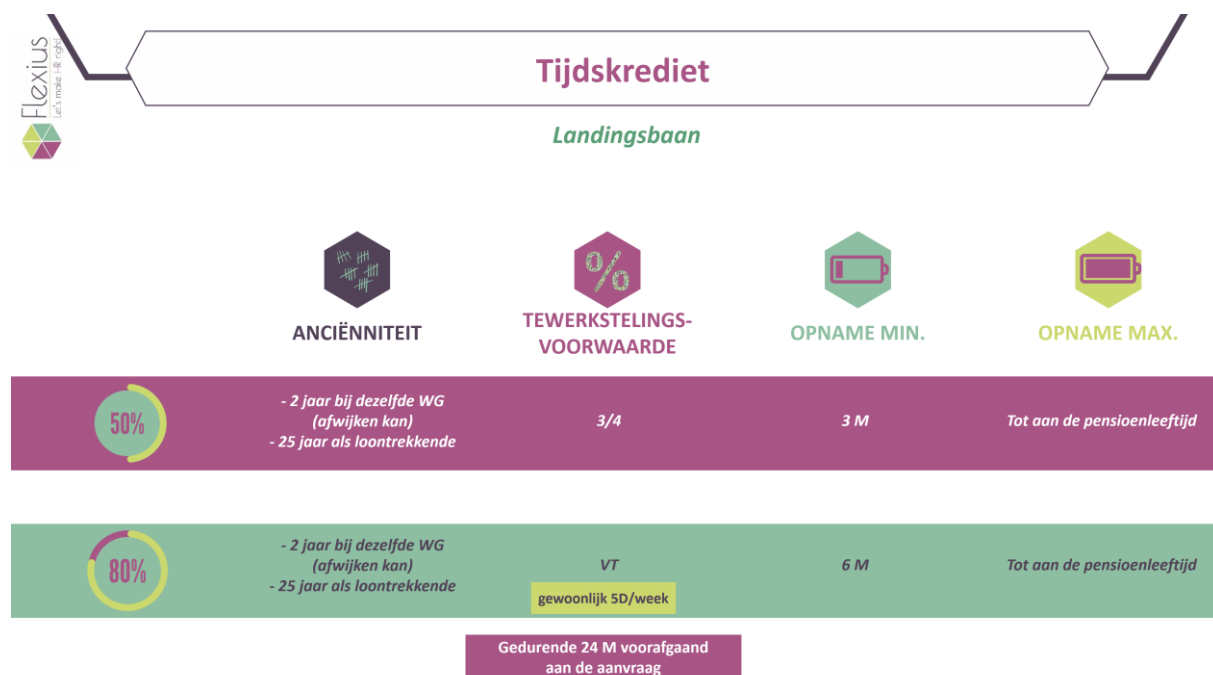 Flexius
Let's make HR right!
Tijdskrediet
Landingsbaan
ANCIËNNITEIT
%
TEWERKSTELINGS-
VOORWAARDE
OPNAME MIN.
OPNAME MAX.
50%
- 2 jaar bij dezelfde WG
(afwijken kan)
- 25 jaar als loontrekkende
3/4
3 M
Tot aan de pensioenleeftijd
80%
- 2 jaar bij dezelfde WG
(afwijken kan)
- 25 jaar als loontrekkende
VT
gewoonlijk 5D/week
6 M
Tot aan de pensioenleeftijd
Gedurende 24 M voorafgaand
aan de aanvraag